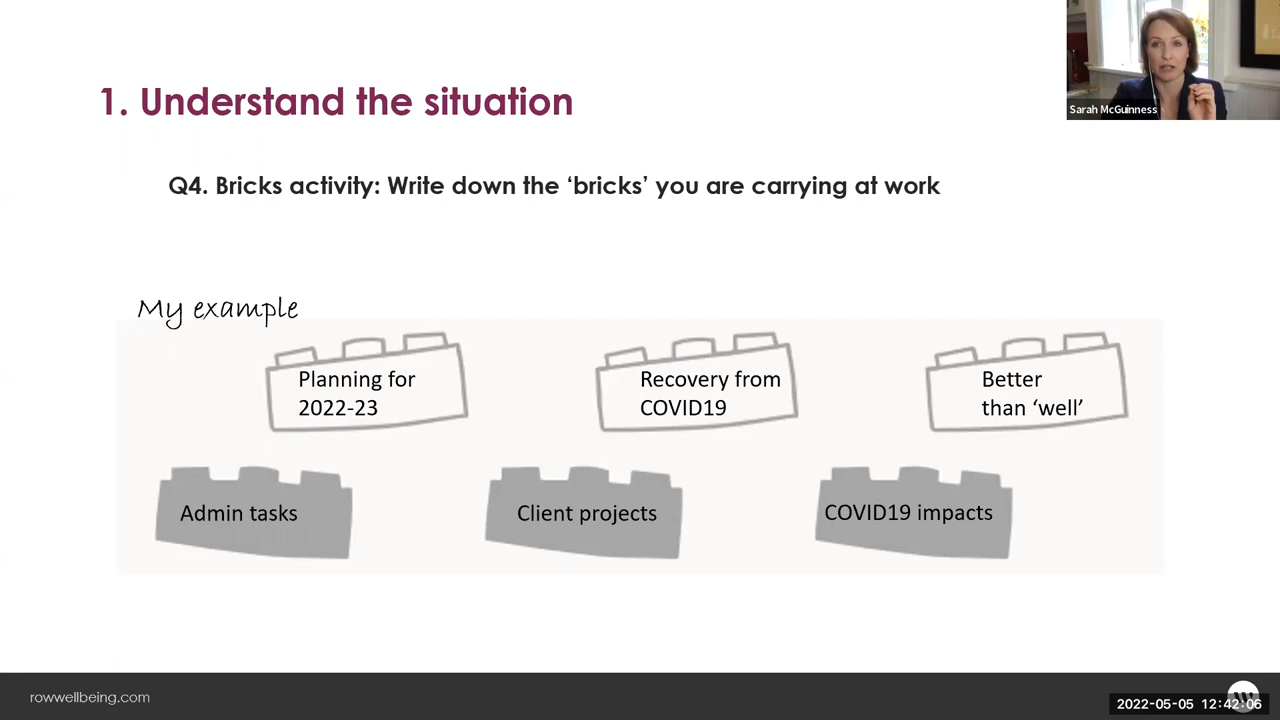 1. Understand the situation
Sarah McGuinness
Q4. Bricks activity: Write down the ‘bricks’ you are carrying at work
My example
Planning for
2022-23
Recovery from
COVID19
Better
than ‘well’
Admin tasks
Client projects
COVID19 impacts
rowwellbeing.com
2022-05-05 12:42:06